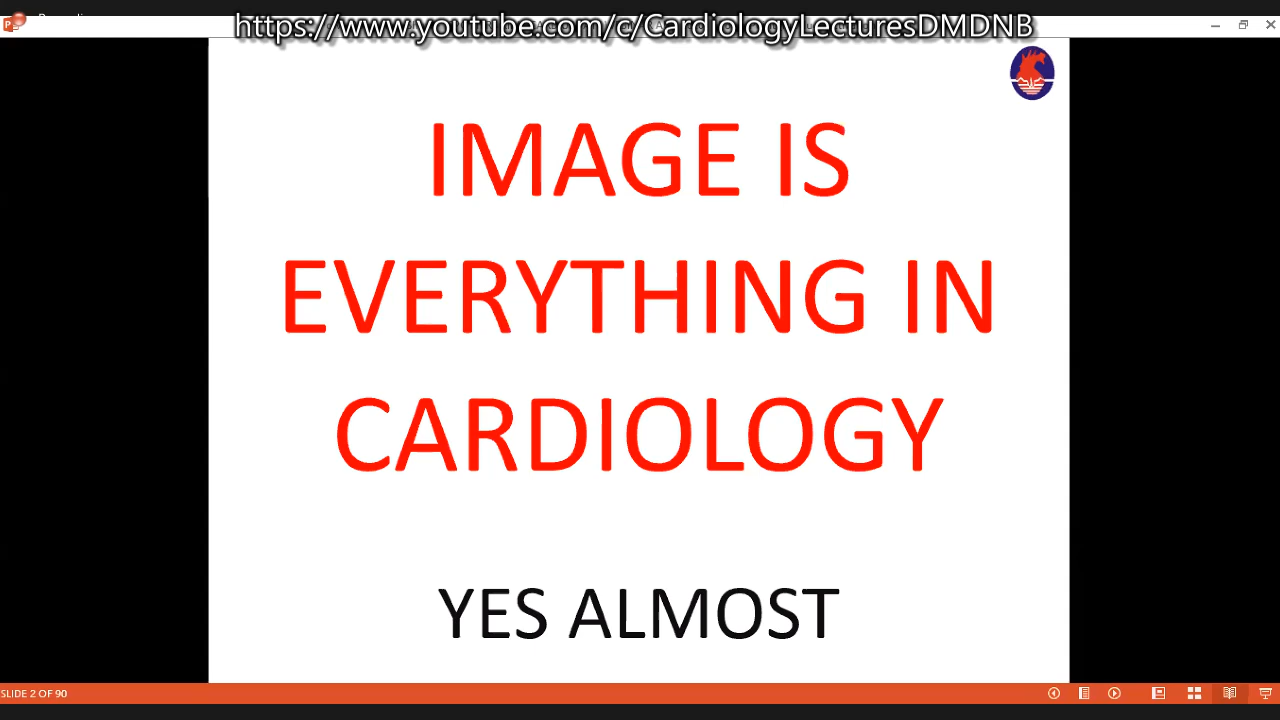 https://www.youtube.com/c/CardiologyLecturesDMDNB
IMAGE IS
EVERYTHING IN
CARDIOLOGY
YES ALMOST
SLIDE 2 OF 90